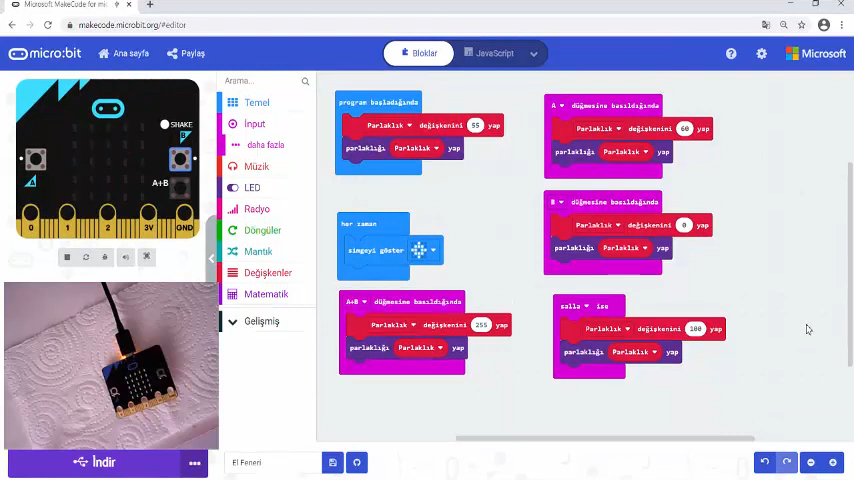 Microsoft MakeCode for mi
makecode.microbit.org/#editor
micro:bit
Ana sayfa
Paylaş
Bloklar
JavaScript
Microsoft
Arama...
SHAKE
B
A
A+B
0
1
2
3V
GND
Temel
Input
daha fazla
Müzik
LED
Radyo
Döngüler
Mantık
Değişkenler
Matematik
Gelişmiş
program başladığında
Parlaklık değişkenini 55 yap
parlaklığı Parlaklık yap
her zaman
simgeyi göster
A+B düğmesine basıldığında
Parlaklık değişkenini 255 yap
parlaklığı Parlaklık yap
A düğmesine basıldığında
Parlaklık değişkenini 60 yap
parlaklığı Parlaklık yap
B düğmesine basıldığında
Parlaklık değişkenini 0 yap
parlaklığı Parlaklık yap
salla ise
Parlaklık değişkenini 100 yap
parlaklığı Parlaklık yap
İndir
El Feneri